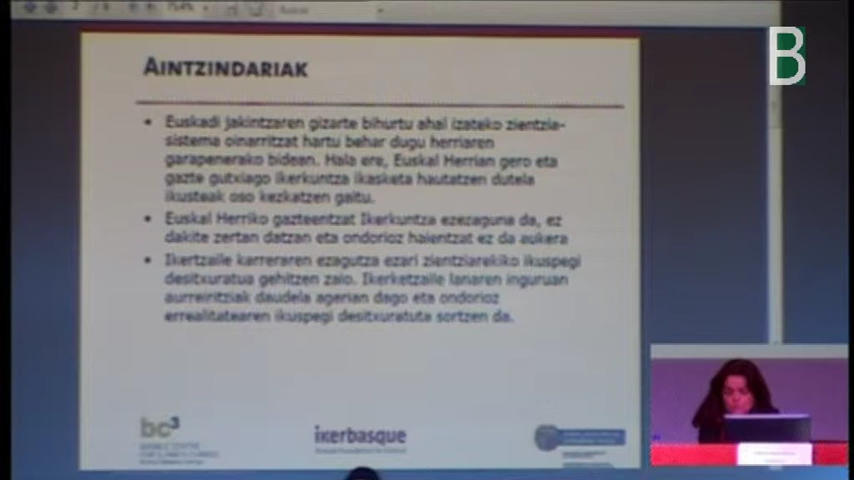 B
AINTZINDARIAK
• Euskadi jakintzaren gizarte bihurtu ahal izateko zientzia-
sistema oinarritzat hartu behar dugu herriaren
garapenerako bidean. Hala ere, Euskal Herrian gero eta
gazte gutxiago ikerkuntza ikasketa hautatzen dutela
ikusteak oso kezkatzen gaitu.
• Euskal Herriko gazteentzat Ikerkuntza ezezaguna da, ez
dakite zertan datzan eta ondorioz haientzat ez da aukera
• Ikertzaile karreraren ezagutza ezari zientziarekiko ikuspegi
desitxuratua gehitzen zaio. Ikerketzaile lanaren inguruan
aurreiritziak daudela agerian dago eta ondorioz
errealitatearen ikuspegi desitxuratuta sortzen da.
bc3
ikerbasque